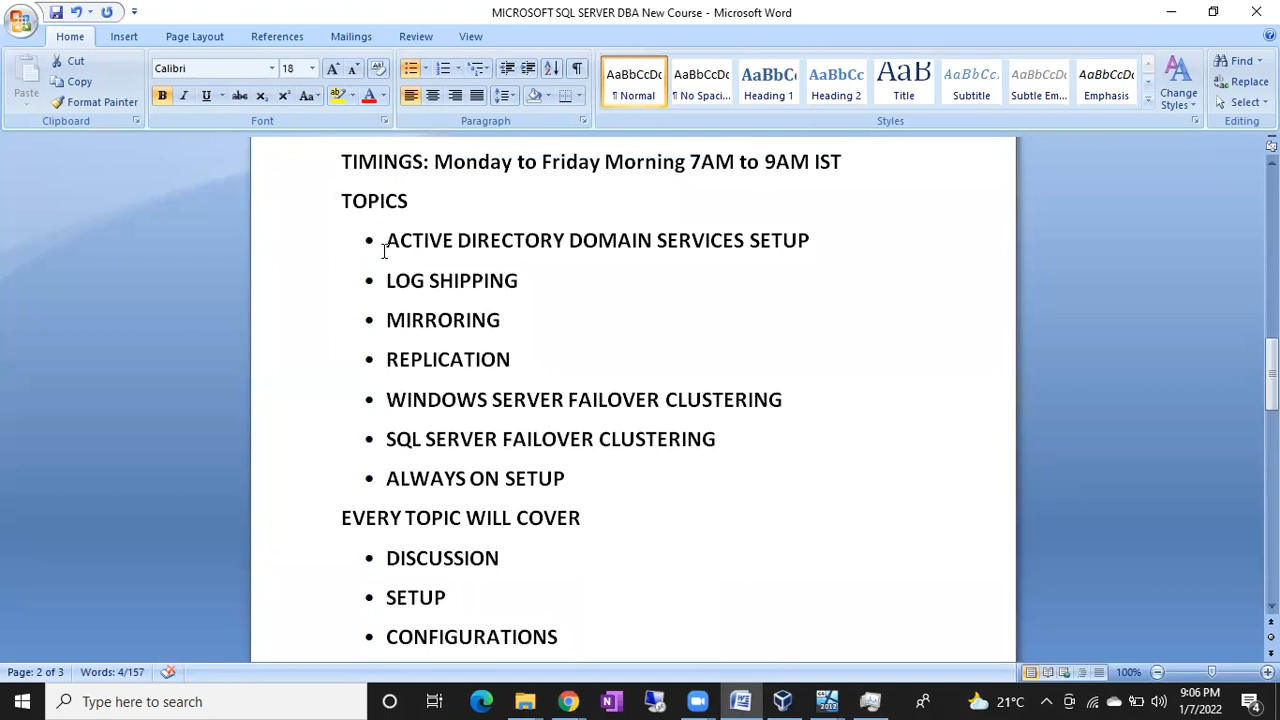 MICROSOFT SQL SERVER DBA New Course - Microsoft Word
Home Insert Page Layout References Mailings Review View
Paste Cut Copy Format Painter Clipboard
Calibri 18 Font
Paragraph
AaBbCcDc AaBbCcDc AaBbC AaBbCc AaB AaBbCc. AaBbCcDc AaBbCcDc
¶ Normal ¶ No Spaci... Heading 1 Heading 2 Title Subtitle Subtle Em... Emphasis Change Styles
Styles
Find Replace Select Editing
TIMINGS: Monday to Friday Morning 7AM to 9AM IST
TOPICS
• ACTIVE DIRECTORY DOMAIN SERVICES SETUP
• LOG SHIPPING
• MIRRORING
• REPLICATION
• WINDOWS SERVER FAILOVER CLUSTERING
• SQL SERVER FAILOVER CLUSTERING
• ALWAYS ON SETUP
EVERY TOPIC WILL COVER
• DISCUSSION
• SETUP
• CONFIGURATIONS
Page: 2 of 3 Words: 4/157 100%
Type here to search 21°C 9:06 PM
1/7/2022